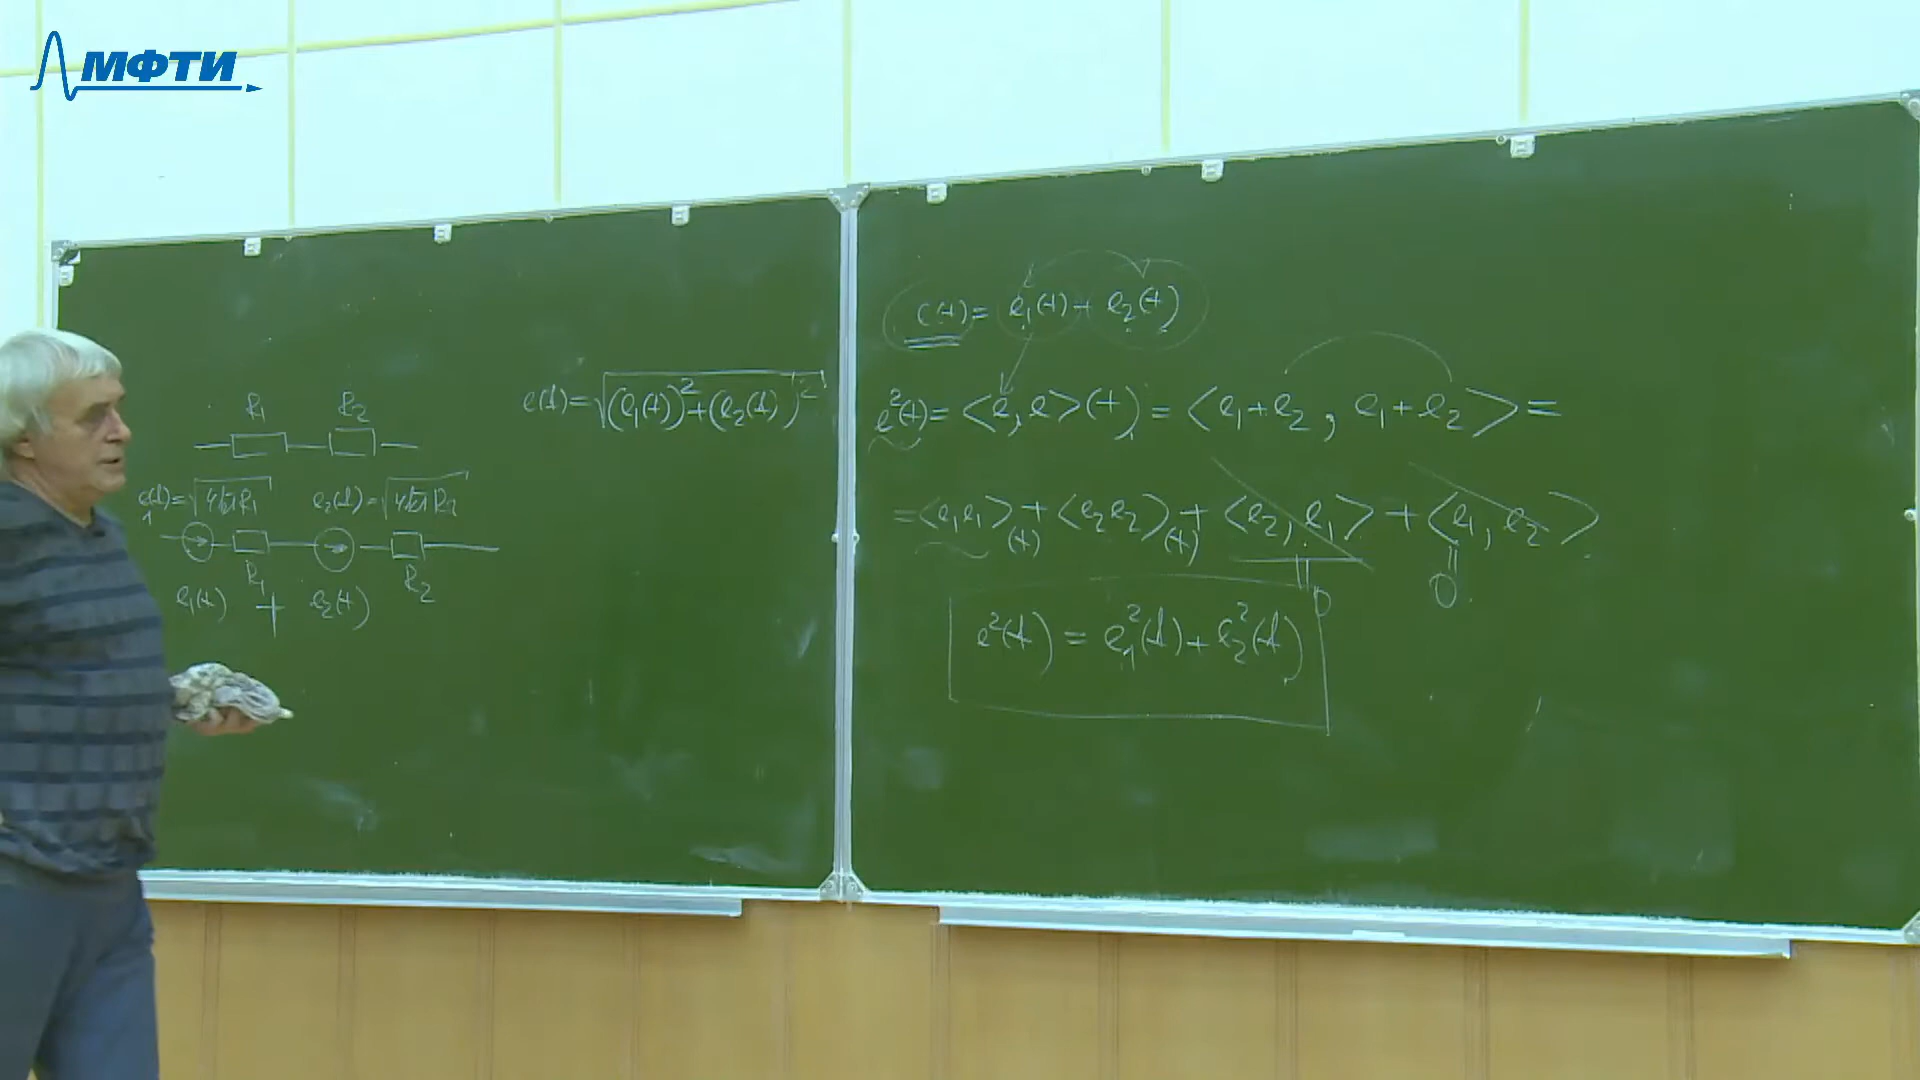 МФТИ
R₁ R₂
e₁(f)=√4kTR₁ e₂(f)=√4kTR₂
R₁ R₂
e₁(t) + e₂(t)
e(f)=√(e₁(f))²+(e₂(f))²
e(t)= e₁(t)+ e₂(t)
e²(f)= <e, e>(f) = <e₁+e₂, e₁+e₂> =
=<e₁e₁>(f) + <e₂e₂>(f) + <e₂, e₁> + <e₁, e₂>
0 0
e²(f) = e₁²(f)+e₂²(f)